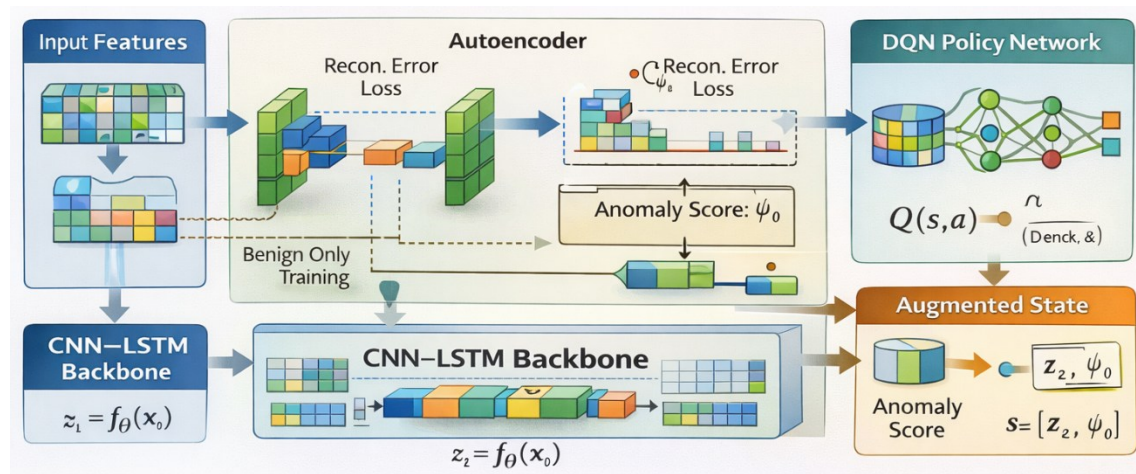 Input Features
Autoencoder
Recon. Error
Loss
Recon. Error
Loss
Anomaly Score: ψ₀
Benign Only
Training
DQN Policy Network
Q(s,a)
(Denck, &)
CNN–LSTM
Backbone
z₁ = f_θ(x₀)
CNN–LSTM Backbone
z₂ = f_θ(x₀)
Augmented State
z₂, ψ₀
Anomaly
Score
s=[z₂, ψ₀]